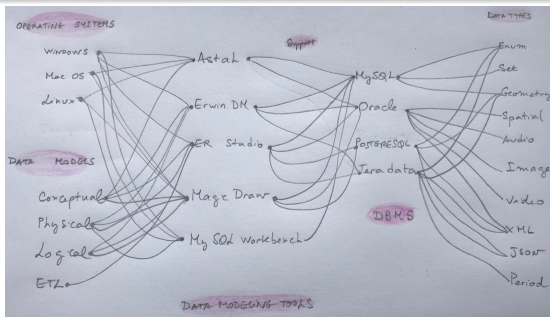 OPERATING SYSTEMS
WINDOWS
Mac OS
Linux
DATA MODELS
Conceptual
Physical
Logical
ETL
Astah
Erwin DM
ER Studio
Magic Draw
My SQL Workbench
DATA MODELING TOOLS
Support
MySQL
Oracle
POSTGRESQL
Teradata
DBMS
DATA TYPES
Enum
Set
Geometry
Spatial
Audio
Image
Video
XML
JSON
Period